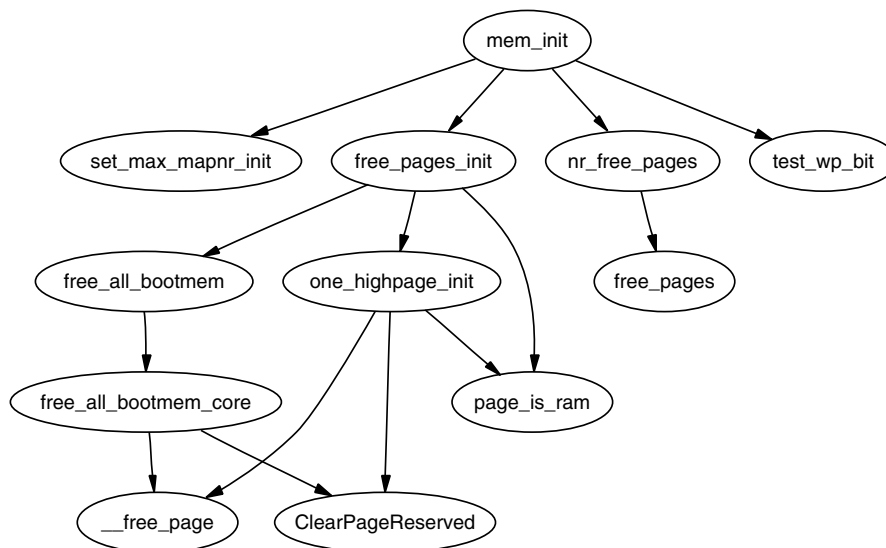 mem_init
set_max_mapnr_init
free_pages_init
nr_free_pages
test_wp_bit
free_all_bootmem
one_highpage_init
free_pages
free_all_bootmem_core
page_is_ram
__free_page
ClearPageReserved